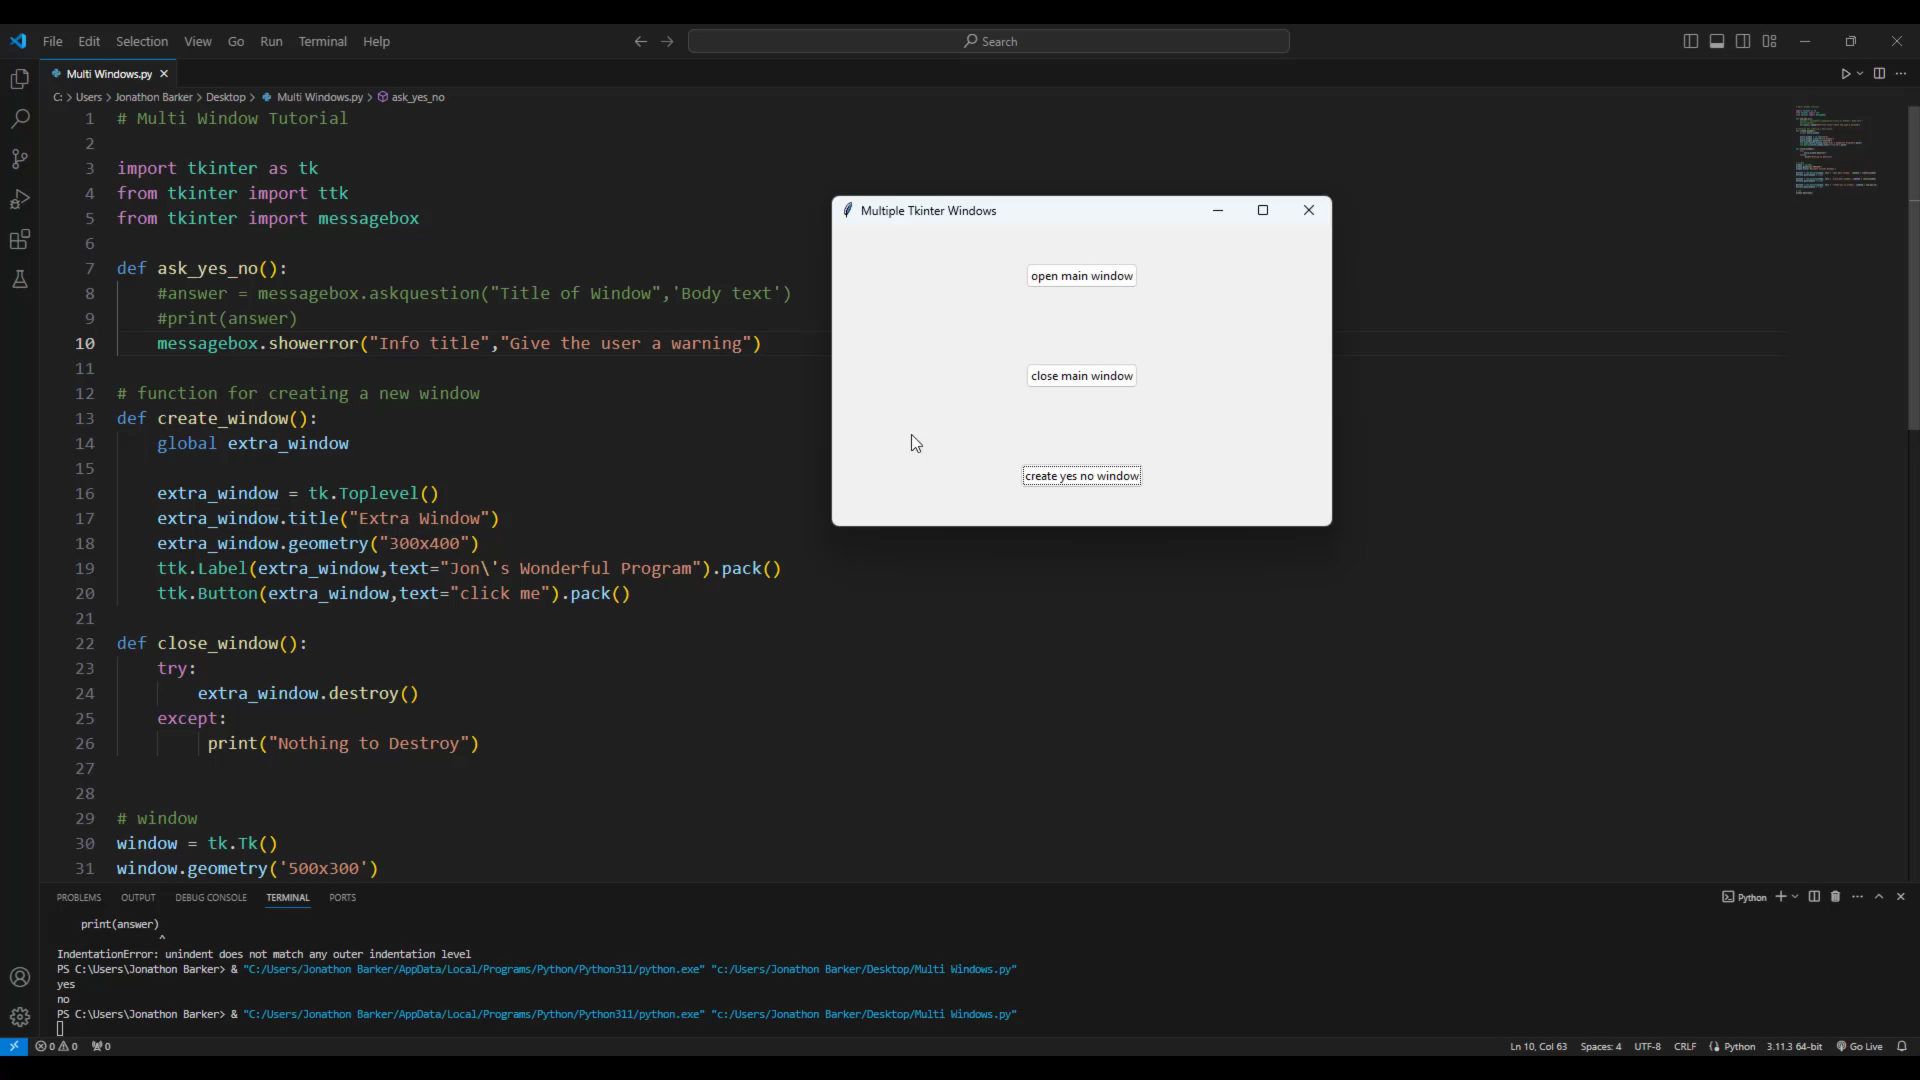 File Edit Selection View Go Run Terminal Help
Search
Multi Windows.py
C: > Users > Jonathon Barker > Desktop > Multi Windows.py > ask_yes_no
1 # Multi Window Tutorial
2
3 import tkinter as tk
4 from tkinter import ttk
5 from tkinter import messagebox
6
7 def ask_yes_no():
8 #answer = messagebox.askquestion("Title of Window",'Body text')
9 #print(answer)
10 messagebox.showerror("Info title","Give the user a warning")
11
12 # function for creating a new window
13 def create_window():
14 global extra_window
15
16 extra_window = tk.Toplevel()
17 extra_window.title("Extra Window")
18 extra_window.geometry("300x400")
19 ttk.Label(extra_window,text="Jon\'s Wonderful Program").pack()
20 ttk.Button(extra_window,text="click me").pack()
21
22 def close_window():
23 try:
24 extra_window.destroy()
25 except:
26 print("Nothing to Destroy")
27
28
29 # window
30 window = tk.Tk()
31 window.geometry('500x300')
Multiple Tkinter Windows
open main window
close main window
create yes no window
PROBLEMS OUTPUT DEBUG CONSOLE TERMINAL PORTS
Python
print(answer)
^
IndentationError: unindent does not match any outer indentation level
PS C:\Users\Jonathon Barker> & "C:/Users/Jonathon Barker/AppData/Local/Programs/Python/Python311/python.exe" "c:/Users/Jonathon Barker/Desktop/Multi Windows.py"
yes
no
PS C:\Users\Jonathon Barker> & "C:/Users/Jonathon Barker/AppData/Local/Programs/Python/Python311/python.exe" "c:/Users/Jonathon Barker/Desktop/Multi Windows.py"
0 0 0
Ln 10, Col 63 Spaces: 4 UTF-8 CRLF Python 3.11.3 64-bit Go Live